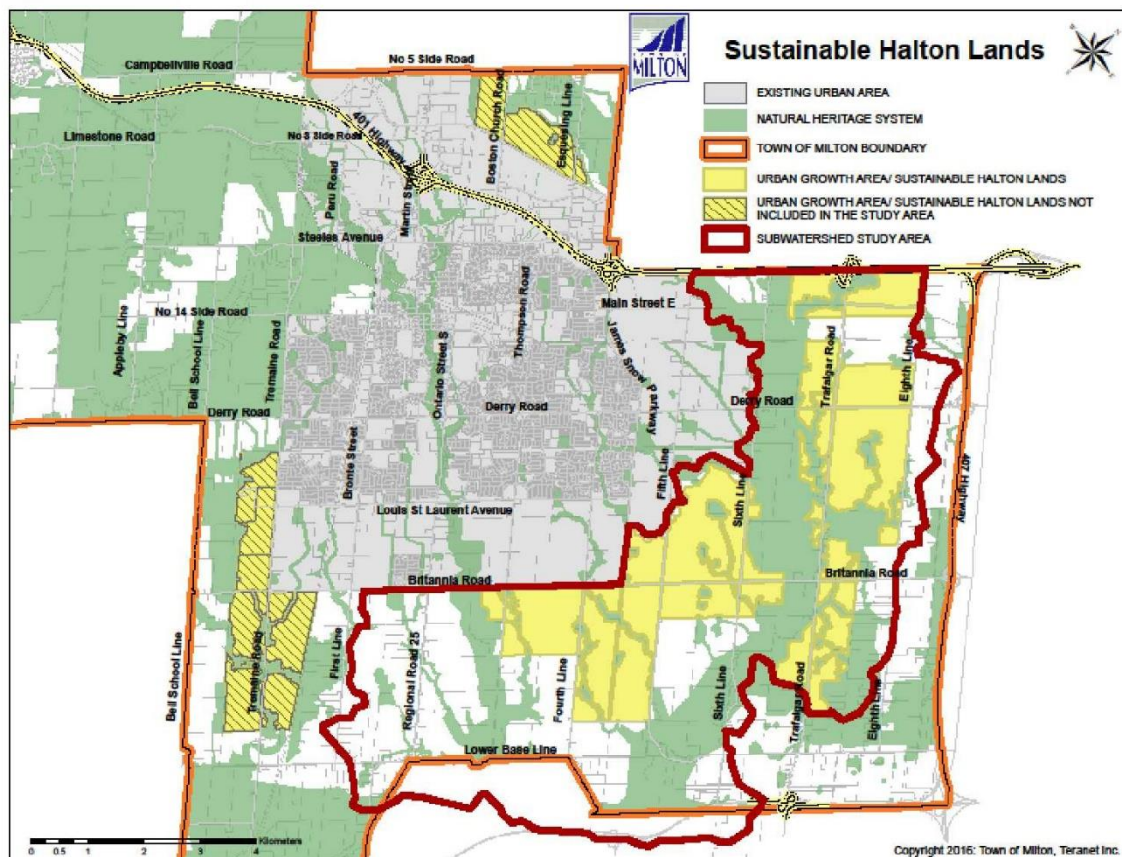 MILTON
Sustainable Halton Lands
EXISTING URBAN AREA
NATURAL HERITAGE SYSTEM
TOWN OF MILTON BOUNDARY
URBAN GROWTH AREA/ SUSTAINABLE HALTON LANDS
URBAN GROWTH AREA/ SUSTAINABLE HALTON LANDS NOT
INCLUDED IN THE STUDY AREA
SUBWATERSHED STUDY AREA
Campbellville Road
No 5 Side Road
Limestone Road
No 8 Side Road
401 Highway
Boston Church Road
Esquesing Line
Peru Road
Martin Street
Steeles Avenue
Main Street E
No 14 Side Road
Appleby Line
Bell School Line
Tremaine Road
Ontario Street S
Thompson Road
James Snow Parkway
Trafalgar Road
Eighth Line
Derry Road
Derry Road
Derry Road
Bronte Street
Fifth Line
Sixth Line
407 Highway
Louis St Laurent Avenue
Britannia Road
Britannia Road
Bell School Line
Tremaine Road
First Line
Regional Road 25
Fourth Line
Sixth Line
Trafalgar Road
Eighth Line
Lower Base Line
Kilometers
0 0.5 1 2 3 4
Copyright 2016: Town of Milton, Teranet Inc.